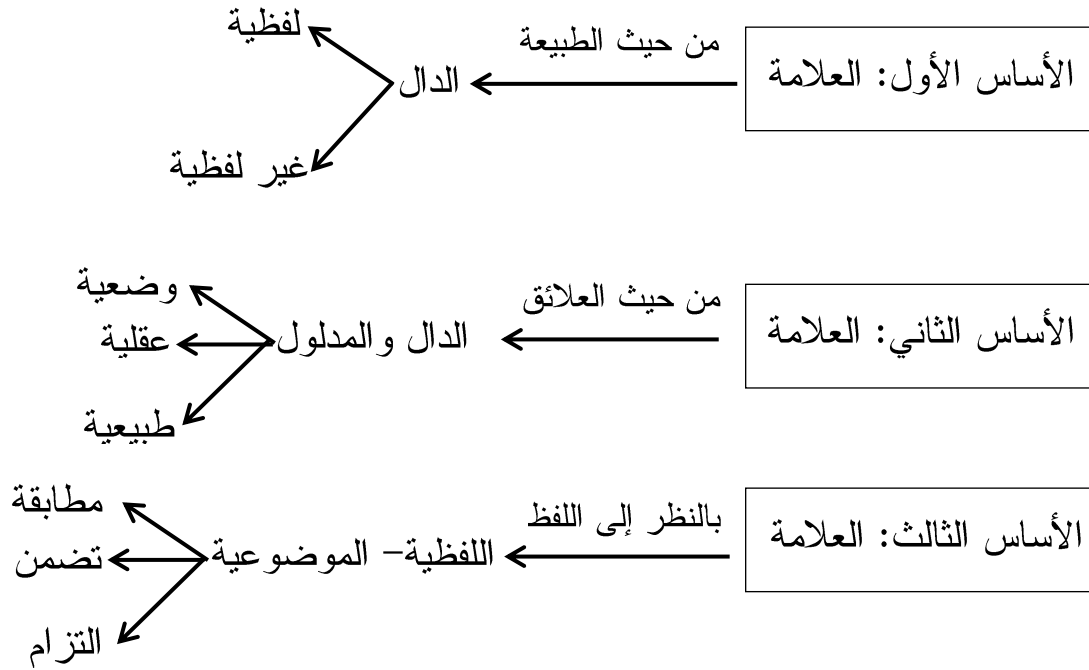 الأساس الأول: العلامة
من حيث الطبيعة
الدال
لفظية
غير لفظية
الأساس الثاني: العلامة
من حيث العلائق
الدال والمدلول
وضعية
عقلية
طبيعية
الأساس الثالث: العلامة
بالنظر إلى اللفظ
اللفظية- الموضوعية
مطابقة
تضمن
التزام